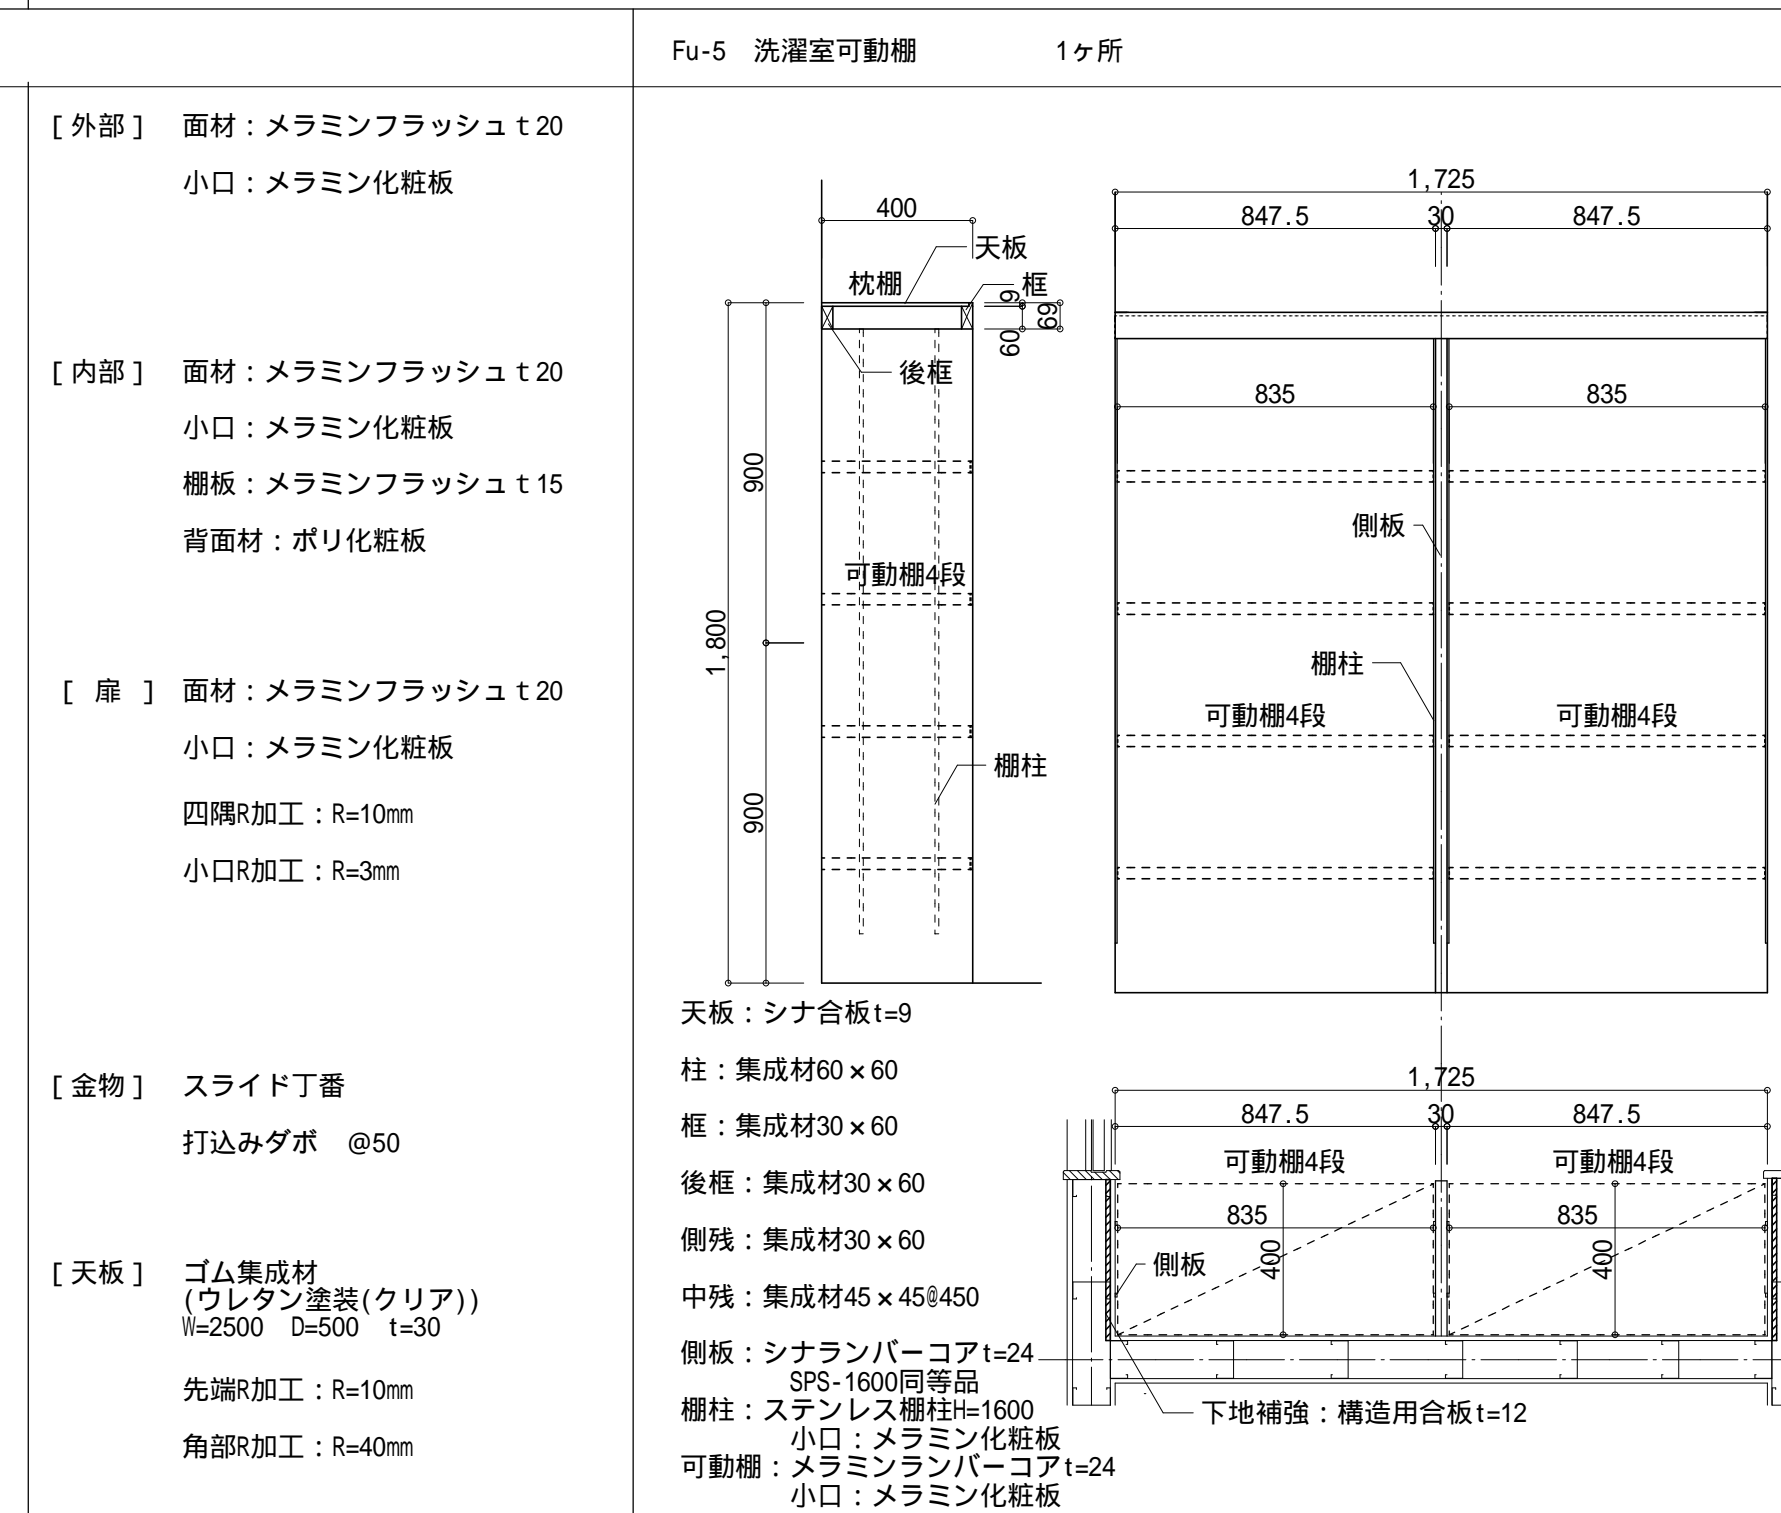 Fu-5 洗濯室可動棚 1ヶ所
[外部] 面材：メラミンフラッシュｔ20
小口：メラミン化粧板
[内部] 面材：メラミンフラッシュｔ20
小口：メラミン化粧板
棚板：メラミンフラッシュｔ15
背面材：ポリ化粧板
[ 扉 ] 面材：メラミンフラッシュｔ20
小口：メラミン化粧板
四隅R加工：R=10㎜
小口R加工：R=3㎜
[金物] スライド丁番
打込みダボ @50
[天板] ゴム集成材
(ウレタン塗装(クリア))
W=2500 D=500 t=30
先端R加工：R=10㎜
角部R加工：R=40㎜
400
天板
枕棚
框
9
69
60
後框
900
可動棚4段
1,800
棚柱
900
1,725
847.5 30 847.5
835 835
側板
棚柱
可動棚4段 可動棚4段
天板：シナ合板t=9
柱：集成材60×60
框：集成材30×60
後框：集成材30×60
側残：集成材30×60
中残：集成材45×45@450
側板：シナランバーコアt=24
SPS-1600同等品
棚柱：ステンレス棚柱H=1600
小口：メラミン化粧板
可動棚：メラミンランバーコアt=24
小口：メラミン化粧板
1,725
847.5 30 847.5
可動棚4段 可動棚4段
835 835
400 400
側板
下地補強：構造用合板t=12